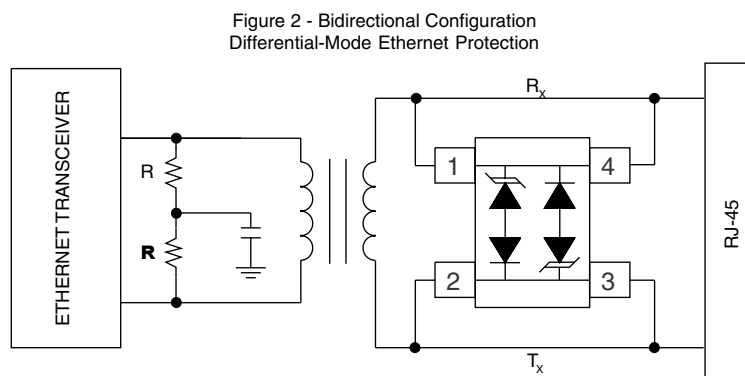 Figure 2 - Bidirectional Configuration
Differential-Mode Ethernet Protection
ETHERNET TRANSCEIVER
R
R
Rx
1
4
2
3
Tx
RJ-45